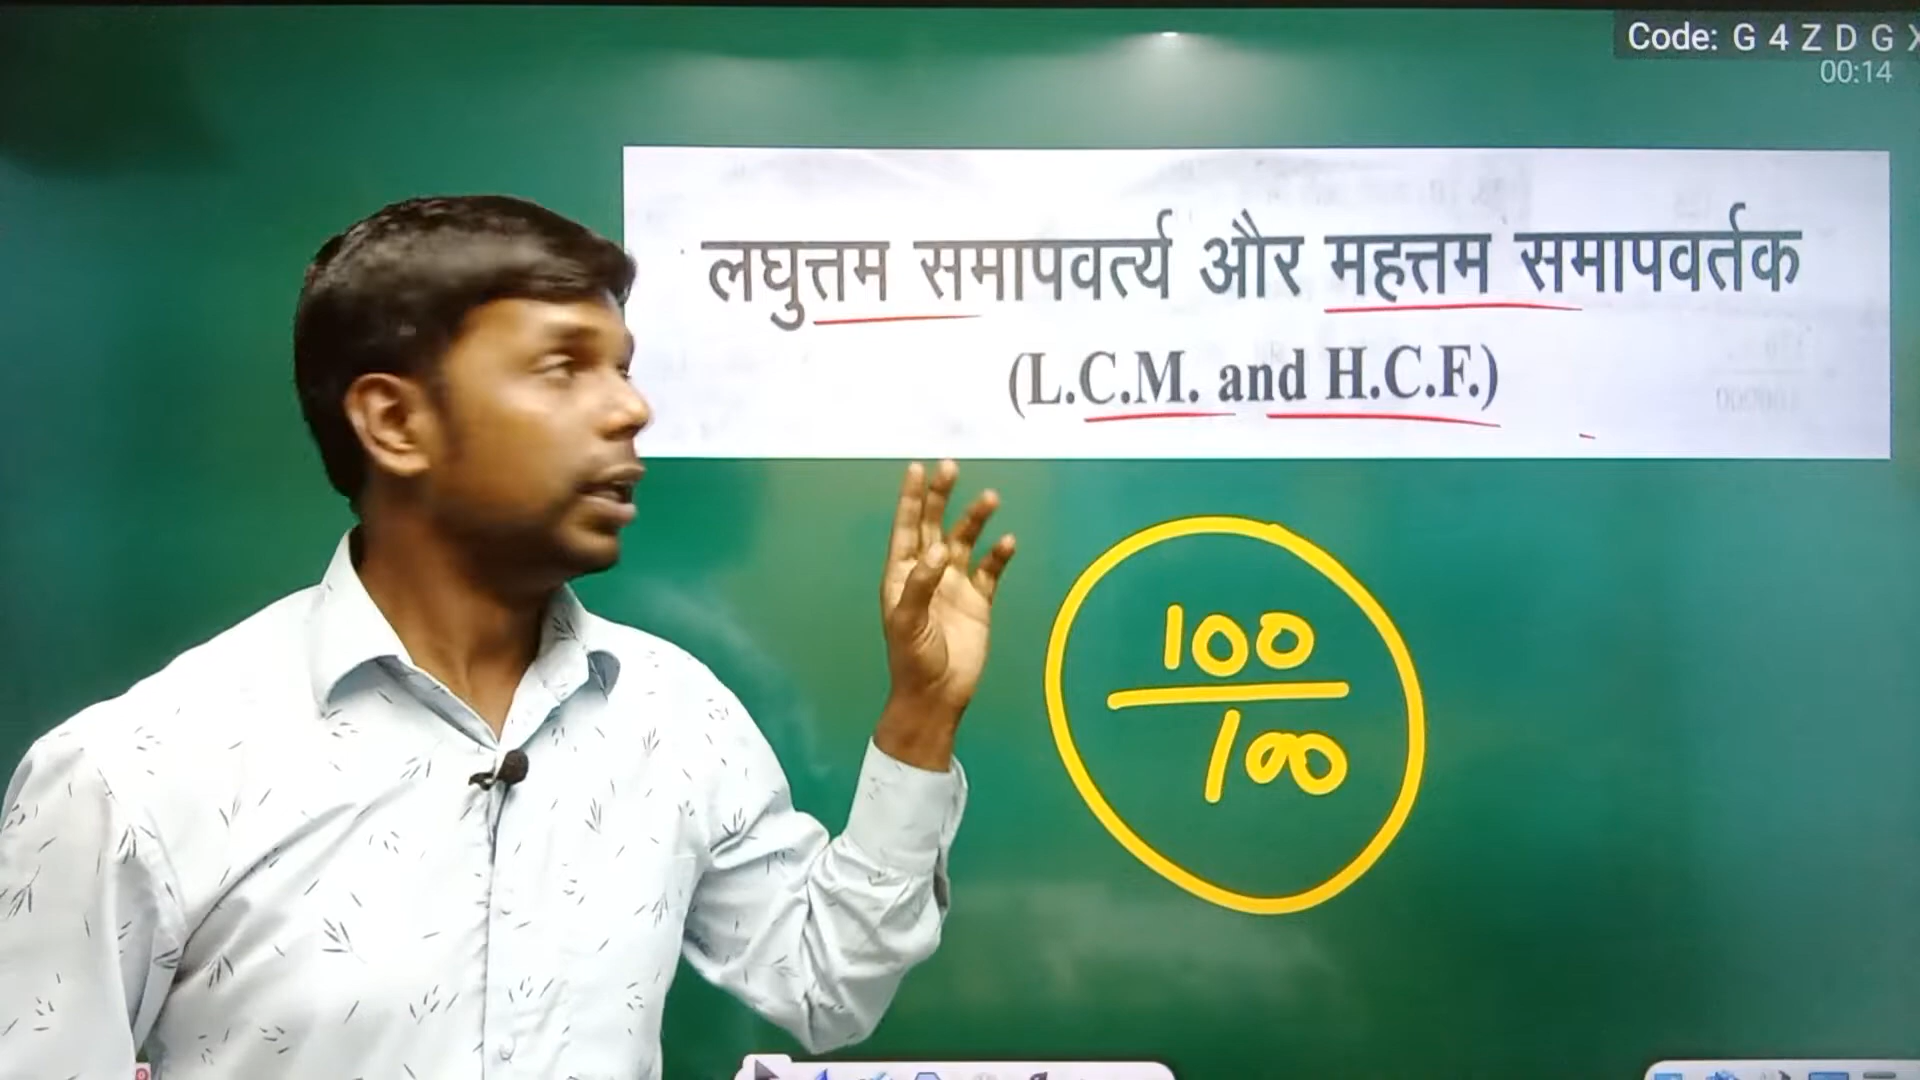 Code: G 4 Z D G X
00:14
लघुत्तम समापवर्त्य और महत्तम समापवर्तक
(L.C.M. and H.C.F.)
100
100